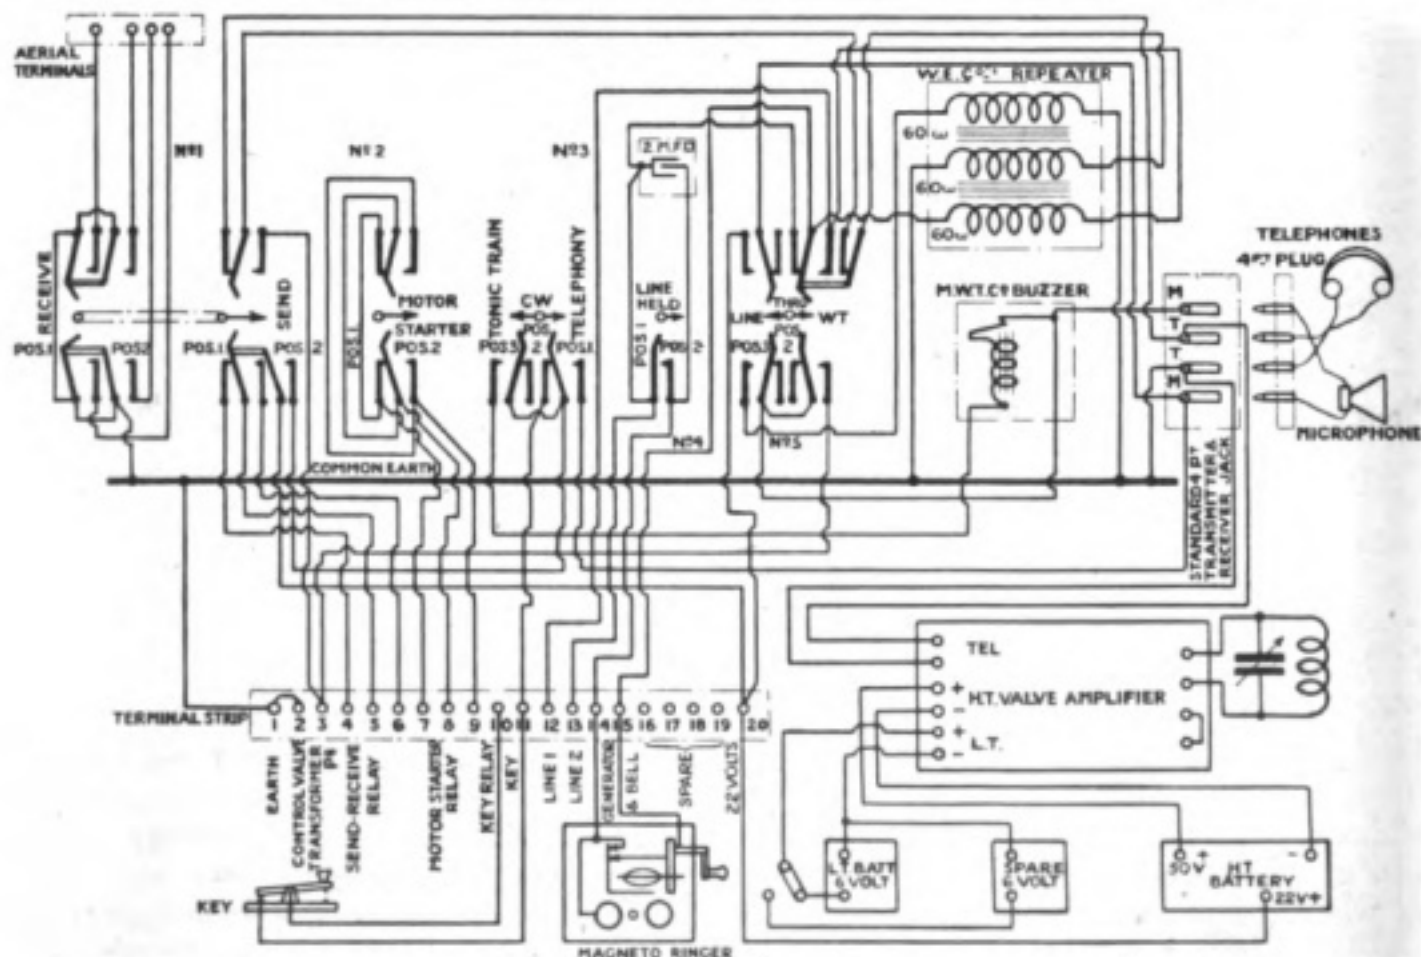 AERIAL
TERMINALS
Nº1
Nº2
Nº3
2 M.F.D
W.E. Cº REPEATER
60ω
60ω
60ω
RECEIVE
SEND
MOTOR
STARTER
TONIC TRAIN
CW
TELEPHONY
LINE
HELD
THRO
LINE
WT
POS.1
POS.2
POS.1
POS.2
POS.1
POS.2
POS.3
POS.
2
POS.1
POS.1
POS.2
POS.
2
M.W.T. Cº BUZZER
TELEPHONES
4 PT PLUG
M
T
T
M
MICROPHONE
Nº4
Nº5
COMMON EARTH
STANDARD 4 PT
TRANSMITTER &
RECEIVER JACK
TERMINAL STRIP
1 2 3 4 5 6 7 8 9 10 11 12 13 14 15 16 17 18 19 20
EARTH
CONTROL VALVE
TRANSFORMER
SEND-RECEIVE
RELAY
MOTOR STARTER
RELAY
KEY RELAY
KEY
LINE 1
LINE 2
GENERATOR
& BELL
SPARE
22 VOLTS
TEL
+
H.T. VALVE AMPLIFIER
-
+
L.T.
-
KEY
MAGNETO RINGER
L.T. BATT
6 VOLT
SPARE
6 VOLT
50V + -
H.T.
BATTERY
22V+